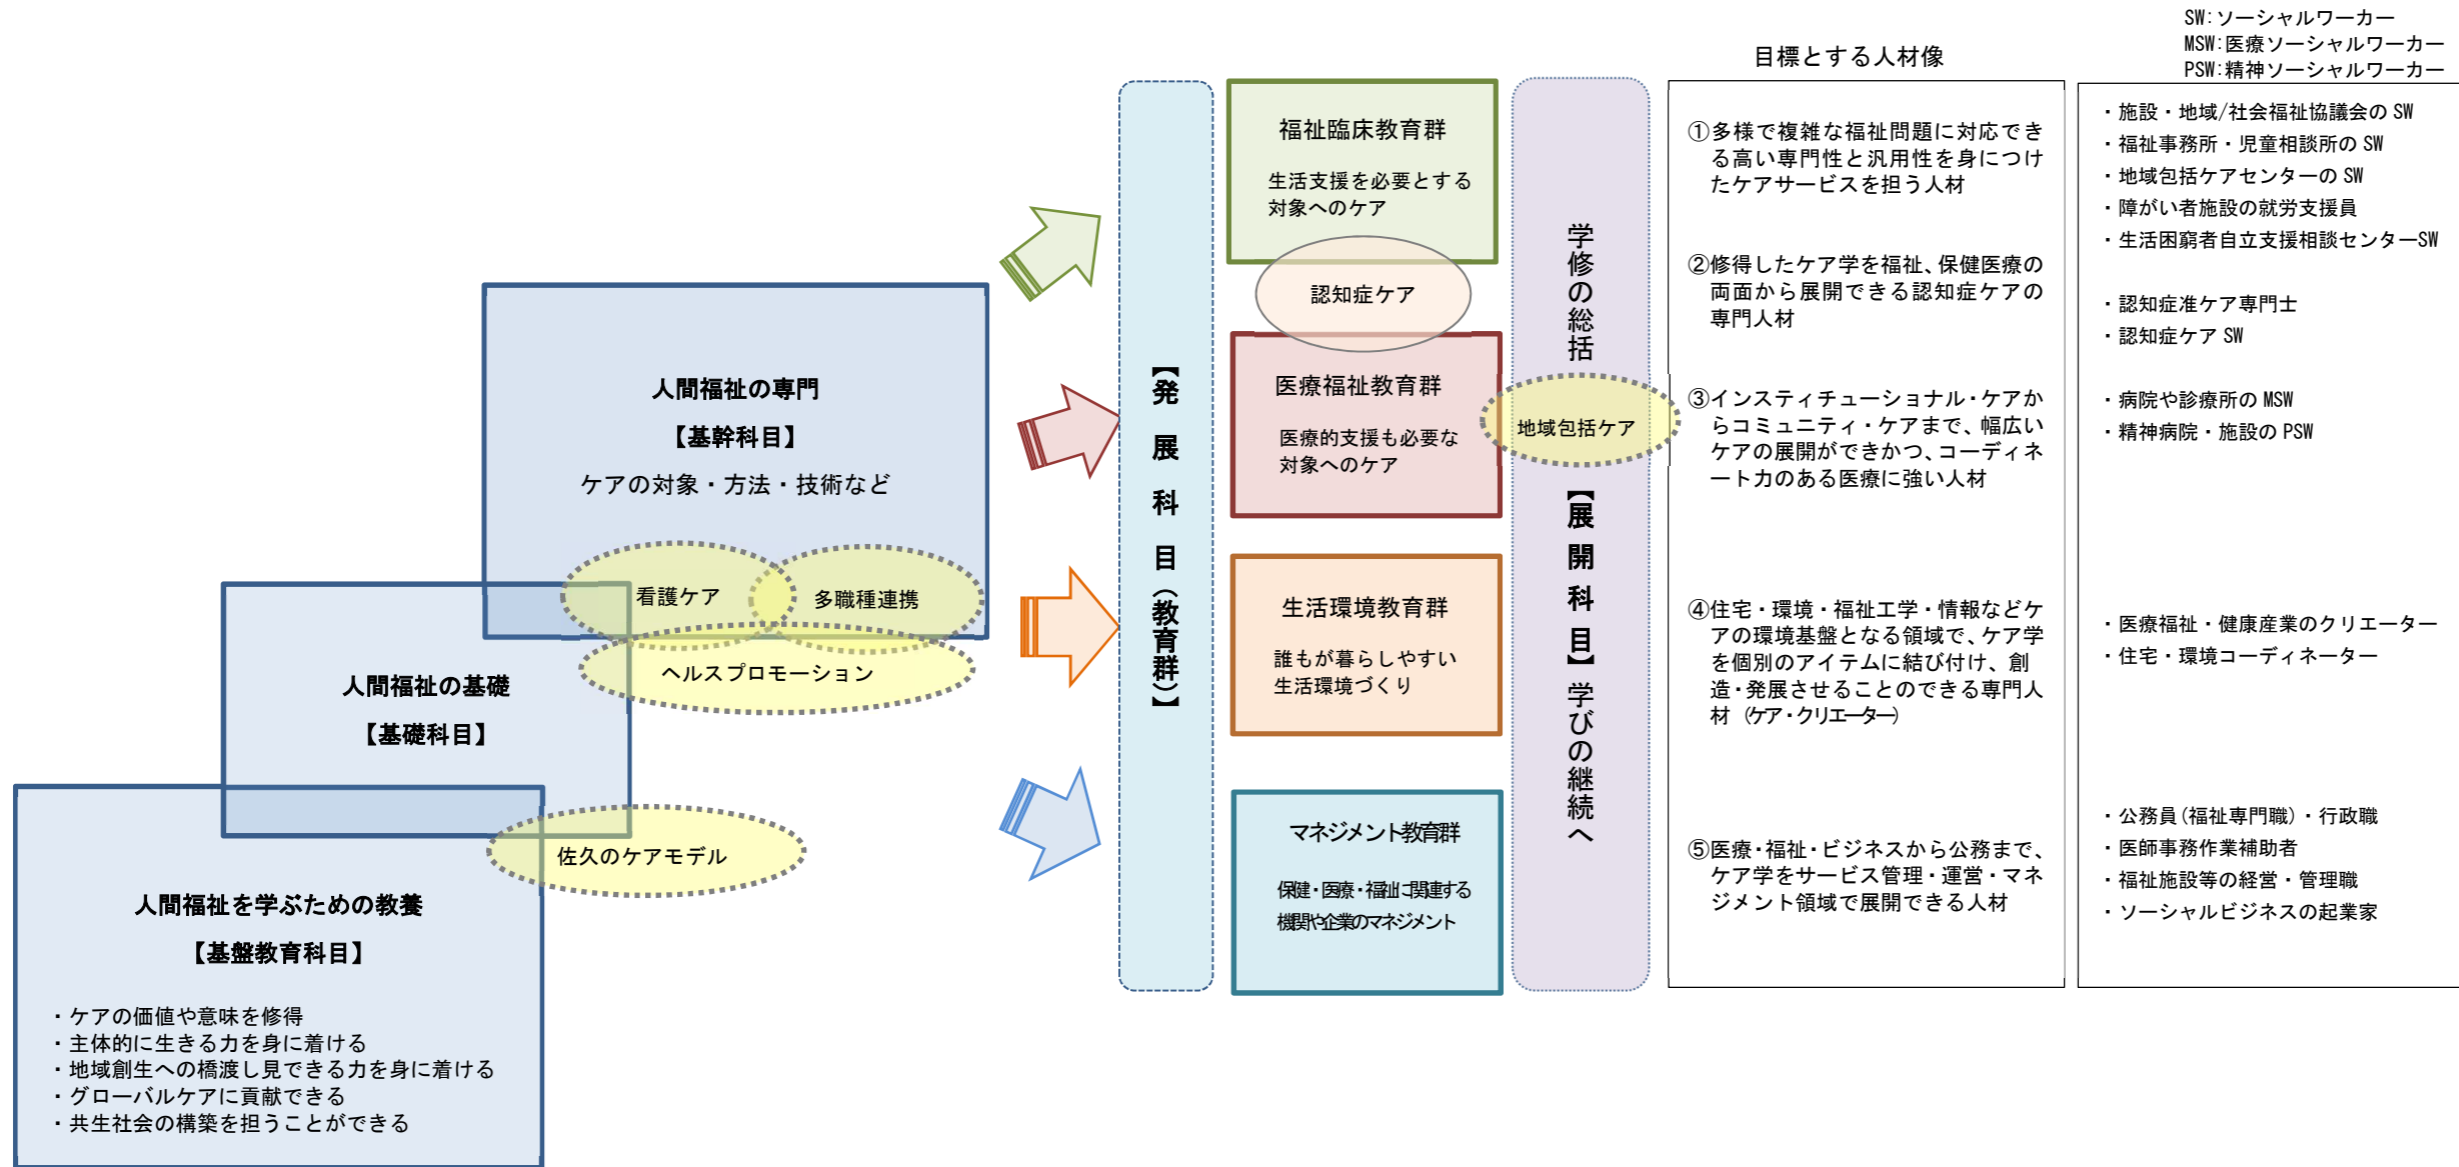 SW:ソーシャルワーカー
MSW:医療ソーシャルワーカー
PSW:精神ソーシャルワーカー
目標とする人材像
人間福祉の専門
【基幹科目】
ケアの対象・方法・技術など
看護ケア
多職種連携
ヘルスプロモーション
人間福祉の基礎
【基礎科目】
佐久のケアモデル
人間福祉を学ぶための教養
【基盤教育科目】
・ケアの価値や意味を修得
・主体的に生きる力を身に着ける
・地域創生への橋渡し見できる力を身に着ける
・グローバルケアに貢献できる
・共生社会の構築を担うことができる
【発展科目(教育群)】
福祉臨床教育群
生活支援を必要とする
対象へのケア
認知症ケア
医療福祉教育群
医療的支援も必要な
対象へのケア
生活環境教育群
誰もが暮らしやすい
生活環境づくり
マネジメント教育群
保健・医療・福祉に関連する
機関や企業のマネジメント
学修の総括【展開科目】学びの継続へ
地域包括ケア
①多様で複雑な福祉問題に対応でき
る高い専門性と汎用性を身につけ
たケアサービスを担う人材
②修得したケア学を福祉、保健医療の
両面から展開できる認知症ケアの
専門人材
③インスティチューショナル・ケアか
らコミュニティ・ケアまで、幅広い
ケアの展開ができかつ、コーディネ
ート力のある医療に強い人材
④住宅・環境・福祉工学・情報などケ
アの環境基盤となる領域で、ケア学
を個別のアイテムに結び付け、創
造・発展させることのできる専門人
材（ケア・クリエーター）
⑤医療・福祉・ビジネスから公務まで、
ケア学をサービス管理・運営・マネ
ジメント領域で展開できる人材
・施設・地域/社会福祉協議会の SW
・福祉事務所・児童相談所の SW
・地域包括ケアセンターの SW
・障がい者施設の就労支援員
・生活困窮者自立支援相談センターSW
・認知症准ケア専門士
・認知症ケア SW
・病院や診療所の MSW
・精神病院・施設の PSW
・医療福祉・健康産業のクリエーター
・住宅・環境コーディネーター
・公務員(福祉専門職)・行政職
・医師事務作業補助者
・福祉施設等の経営・管理職
・ソーシャルビジネスの起業家